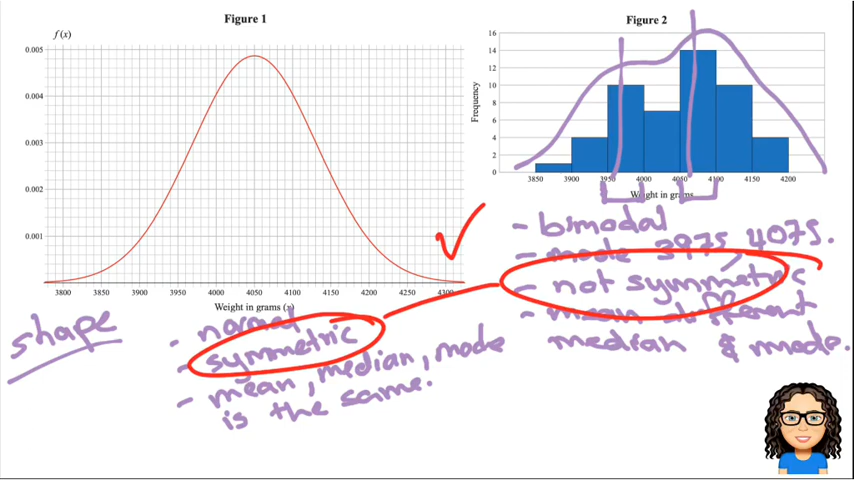 Figure 1
f(x)
0.005
0.004
0.003
0.002
0.001
3800 3850 3900 3950 4000 4050 4100 4150 4200 4250 4300
Weight in grams (x)
Figure 2
16
14
12
10
8
6
4
2
0
Frequency
3850 3900 3950 4000 4050 4100 4150 4200
Weight in grams
shape
- normal
- symmetric
- mean, median, mode
is the same.
- bimodal
- mode 3975, 4075.
- not symmetric
- mean different
median & mode.